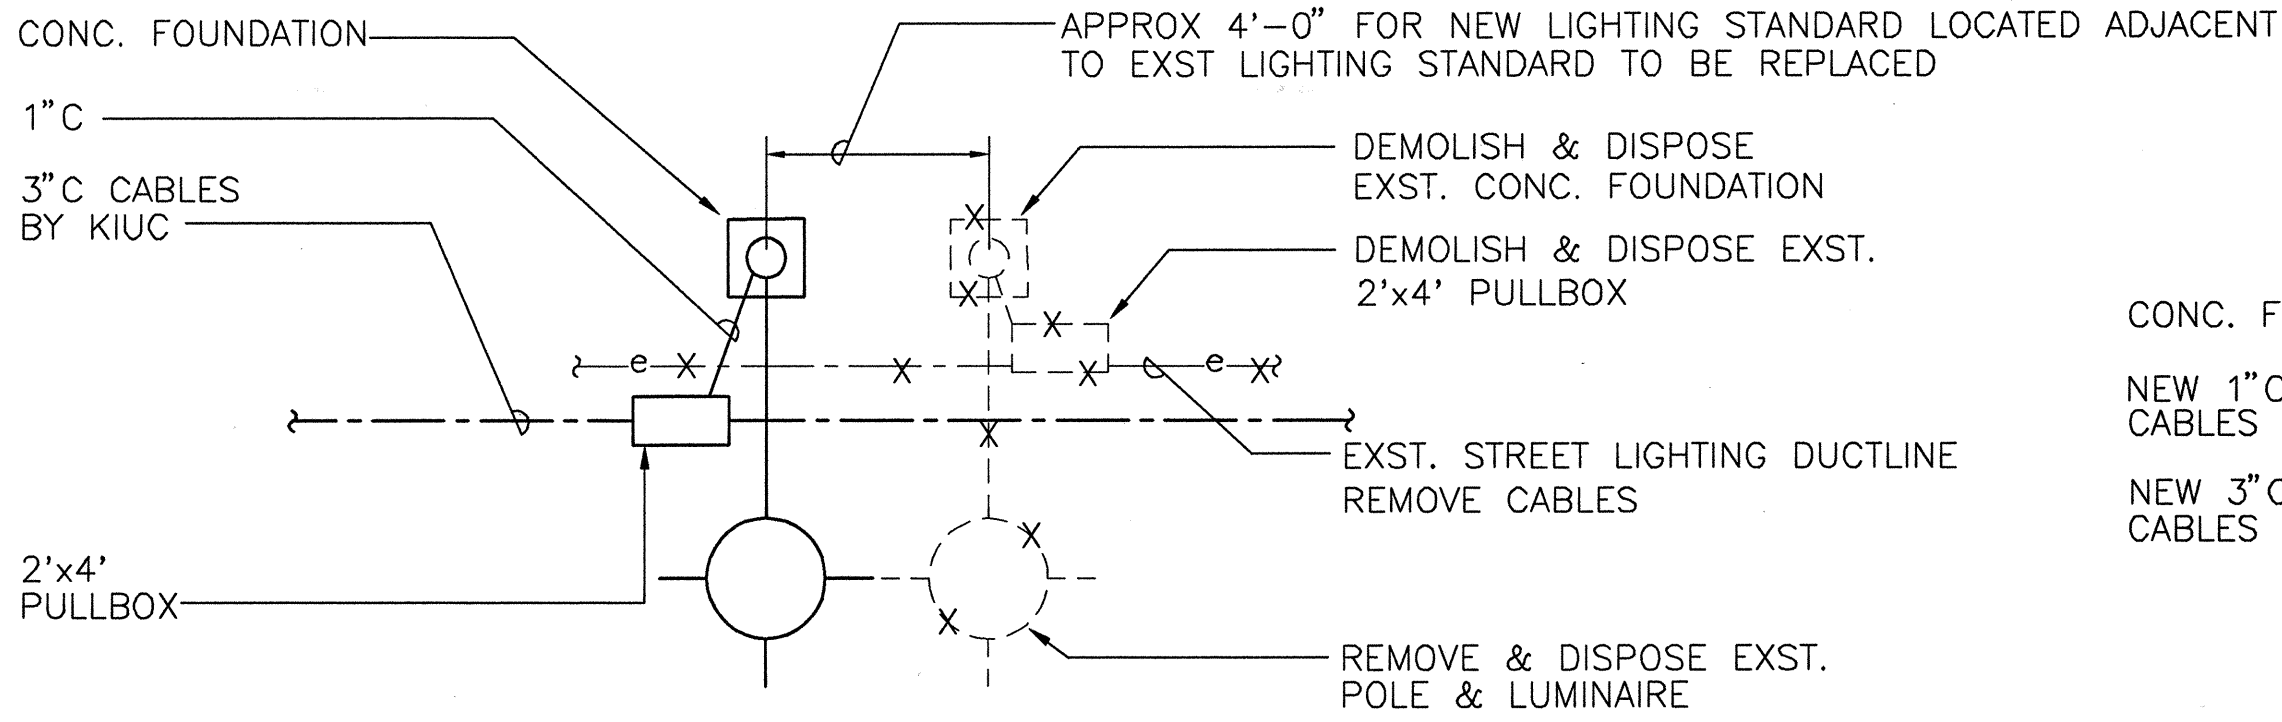 CONC. FOUNDATION
1"C
3"C CABLES
BY KIUC
2'x4'
PULLBOX
APPROX 4'-0" FOR NEW LIGHTING STANDARD LOCATED ADJACENT
TO EXST LIGHTING STANDARD TO BE REPLACED
DEMOLISH & DISPOSE
EXST. CONC. FOUNDATION
DEMOLISH & DISPOSE EXST.
2'x4' PULLBOX
e
e
EXST. STREET LIGHTING DUCTLINE
REMOVE CABLES
REMOVE & DISPOSE EXST.
POLE & LUMINAIRE
CONC. F
NEW 1"C
CABLES
NEW 3"C
CABLES